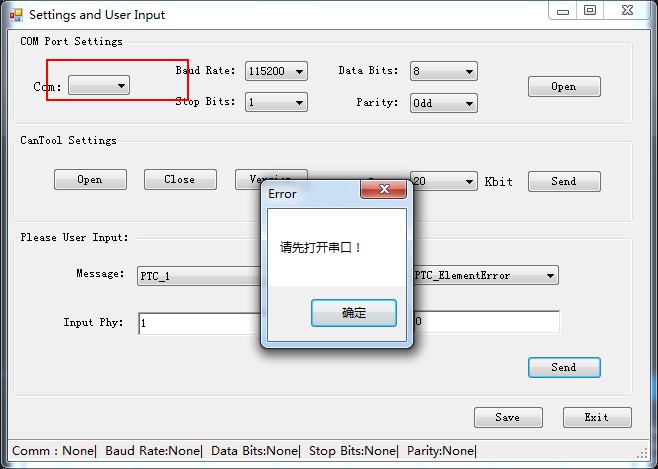 Settings and User Input
COM Port Settings
Com:
Baud Rate: 115200 Data Bits: 8
Open
Stop Bits: 1 Parity: Odd
CanTool Settings
Open Close 20 Kbit Send
Error
请先打开串口！
确定
Please User Input:
Message: PTC_1 PTC_ElementError
Input Phy: 1 0
Send
Save Exit
Comm：None| Baud Rate:None| Data Bits:None| Stop Bits:None| Parity:None|